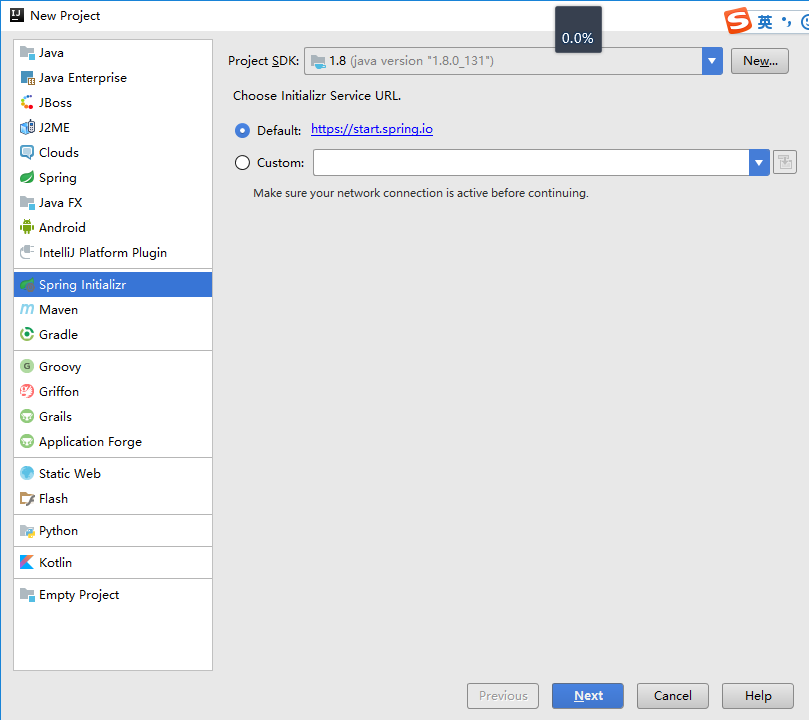 New Project
英
0.0%
Java
Java Enterprise
JBoss
J2ME
Clouds
Spring
Java FX
Android
IntelliJ Platform Plugin
Spring Initializr
Maven
Gradle
Groovy
Griffon
Grails
Application Forge
Static Web
Flash
Python
Kotlin
Empty Project
Project SDK: 1.8 (java version "1.8.0_131") New...
Choose Initializr Service URL.
Default: https://start.spring.io
Custom:
Make sure your network connection is active before continuing.
Previous Next Cancel Help